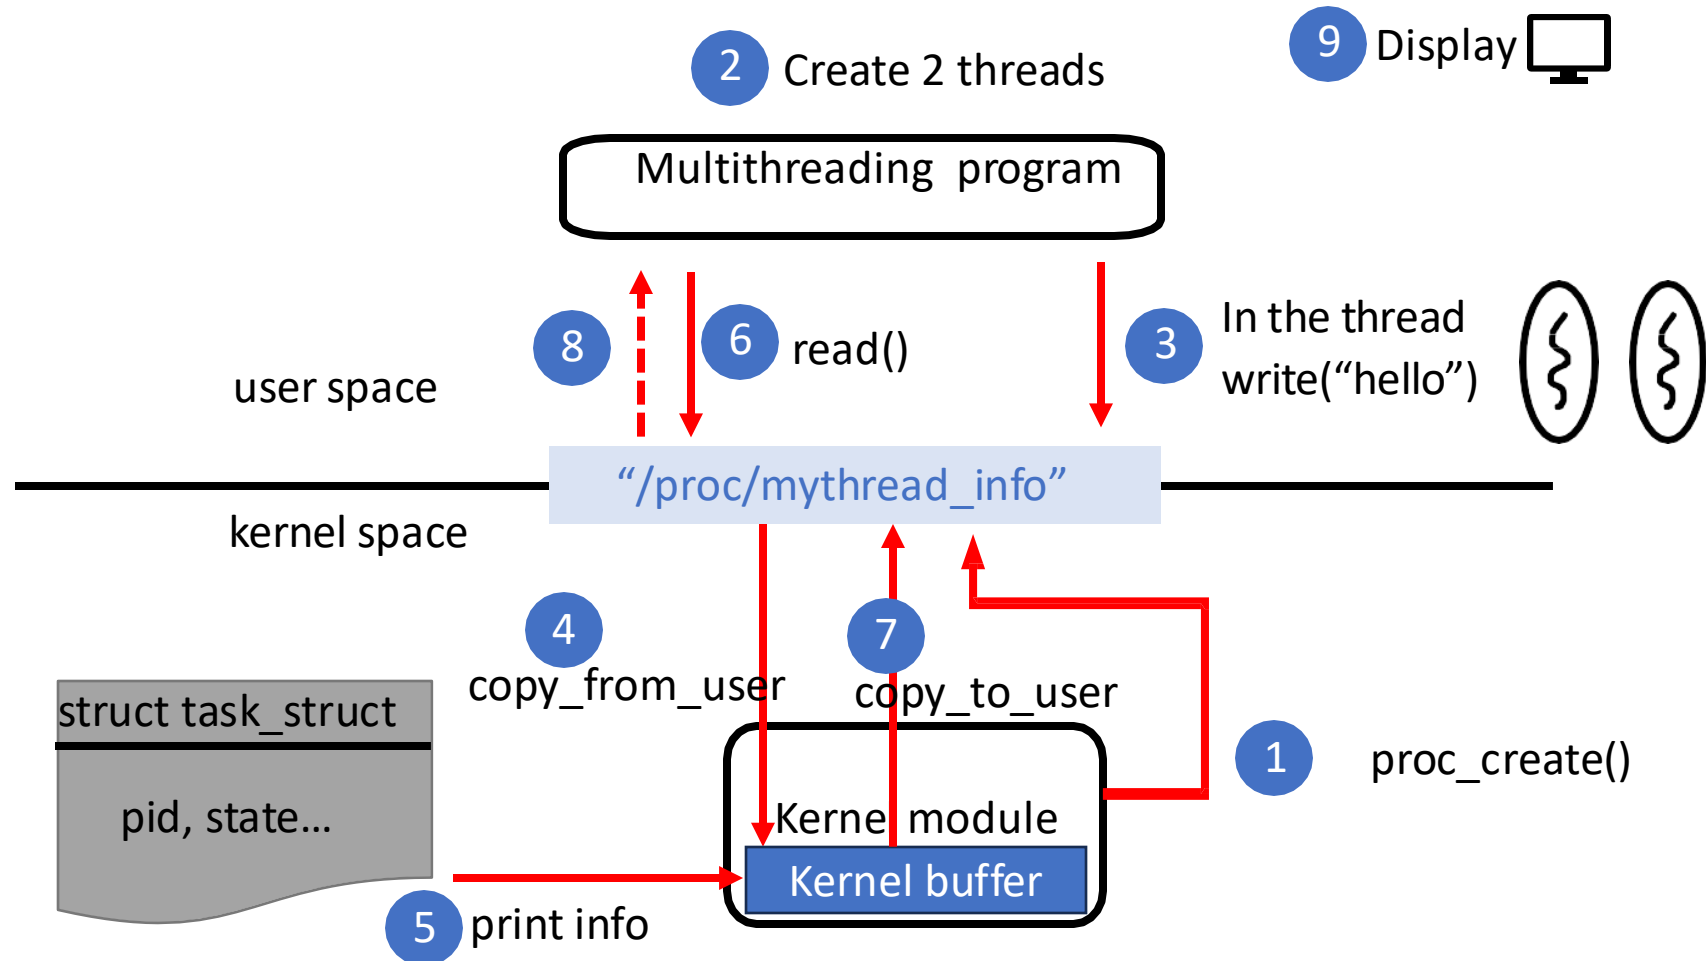 9 Display
2 Create 2 threads
Multithreading program
3 In the thread
write(“hello”)
8
6 read()
user space
“/proc/mythread_info”
kernel space
4
copy_from_user
7
copy_to_user
struct task_struct
pid, state...
1 proc_create()
Kernel module
Kernel buffer
5 print info